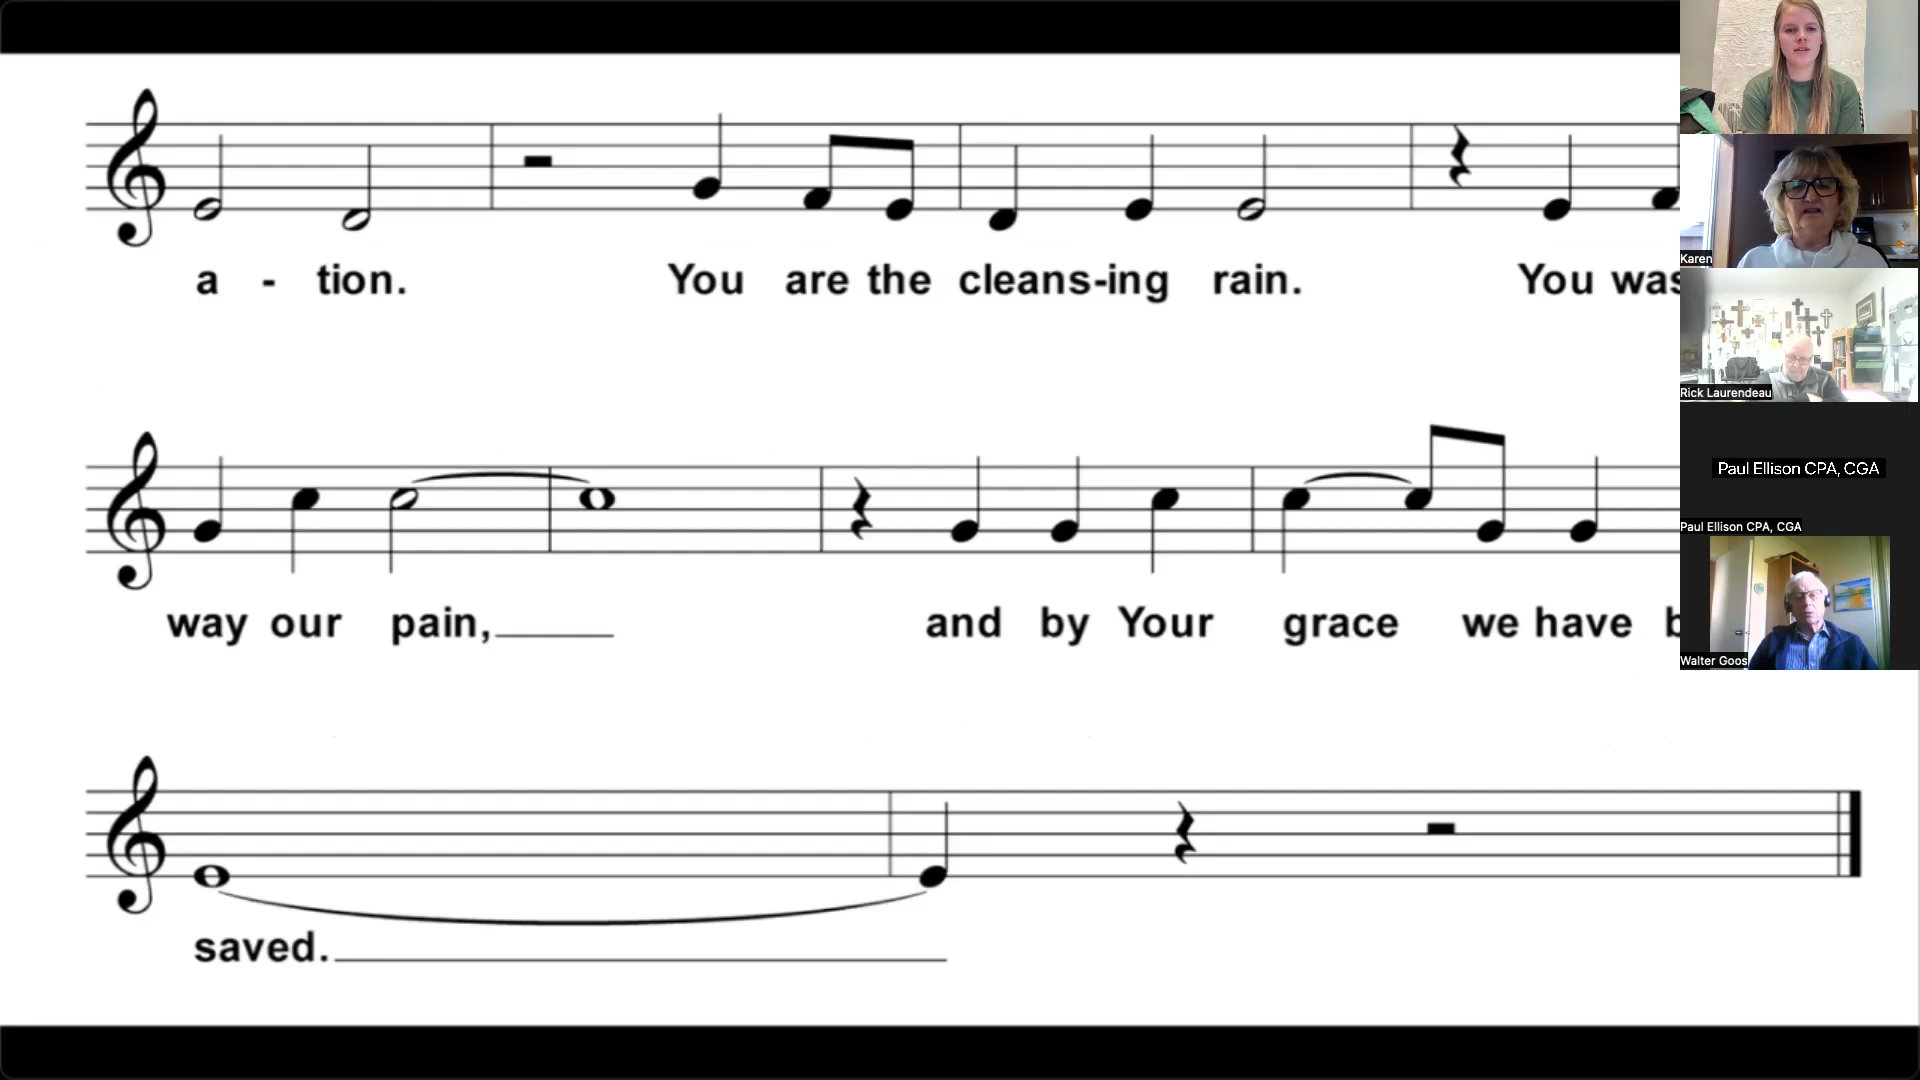 a - tion. You are the cleans-ing rain. You was
way our pain, and by Your grace we have b
saved.
Karen
Rick Laurendeau
Paul Ellison CPA, CGA
Paul Ellison CPA, CGA
Walter Goos